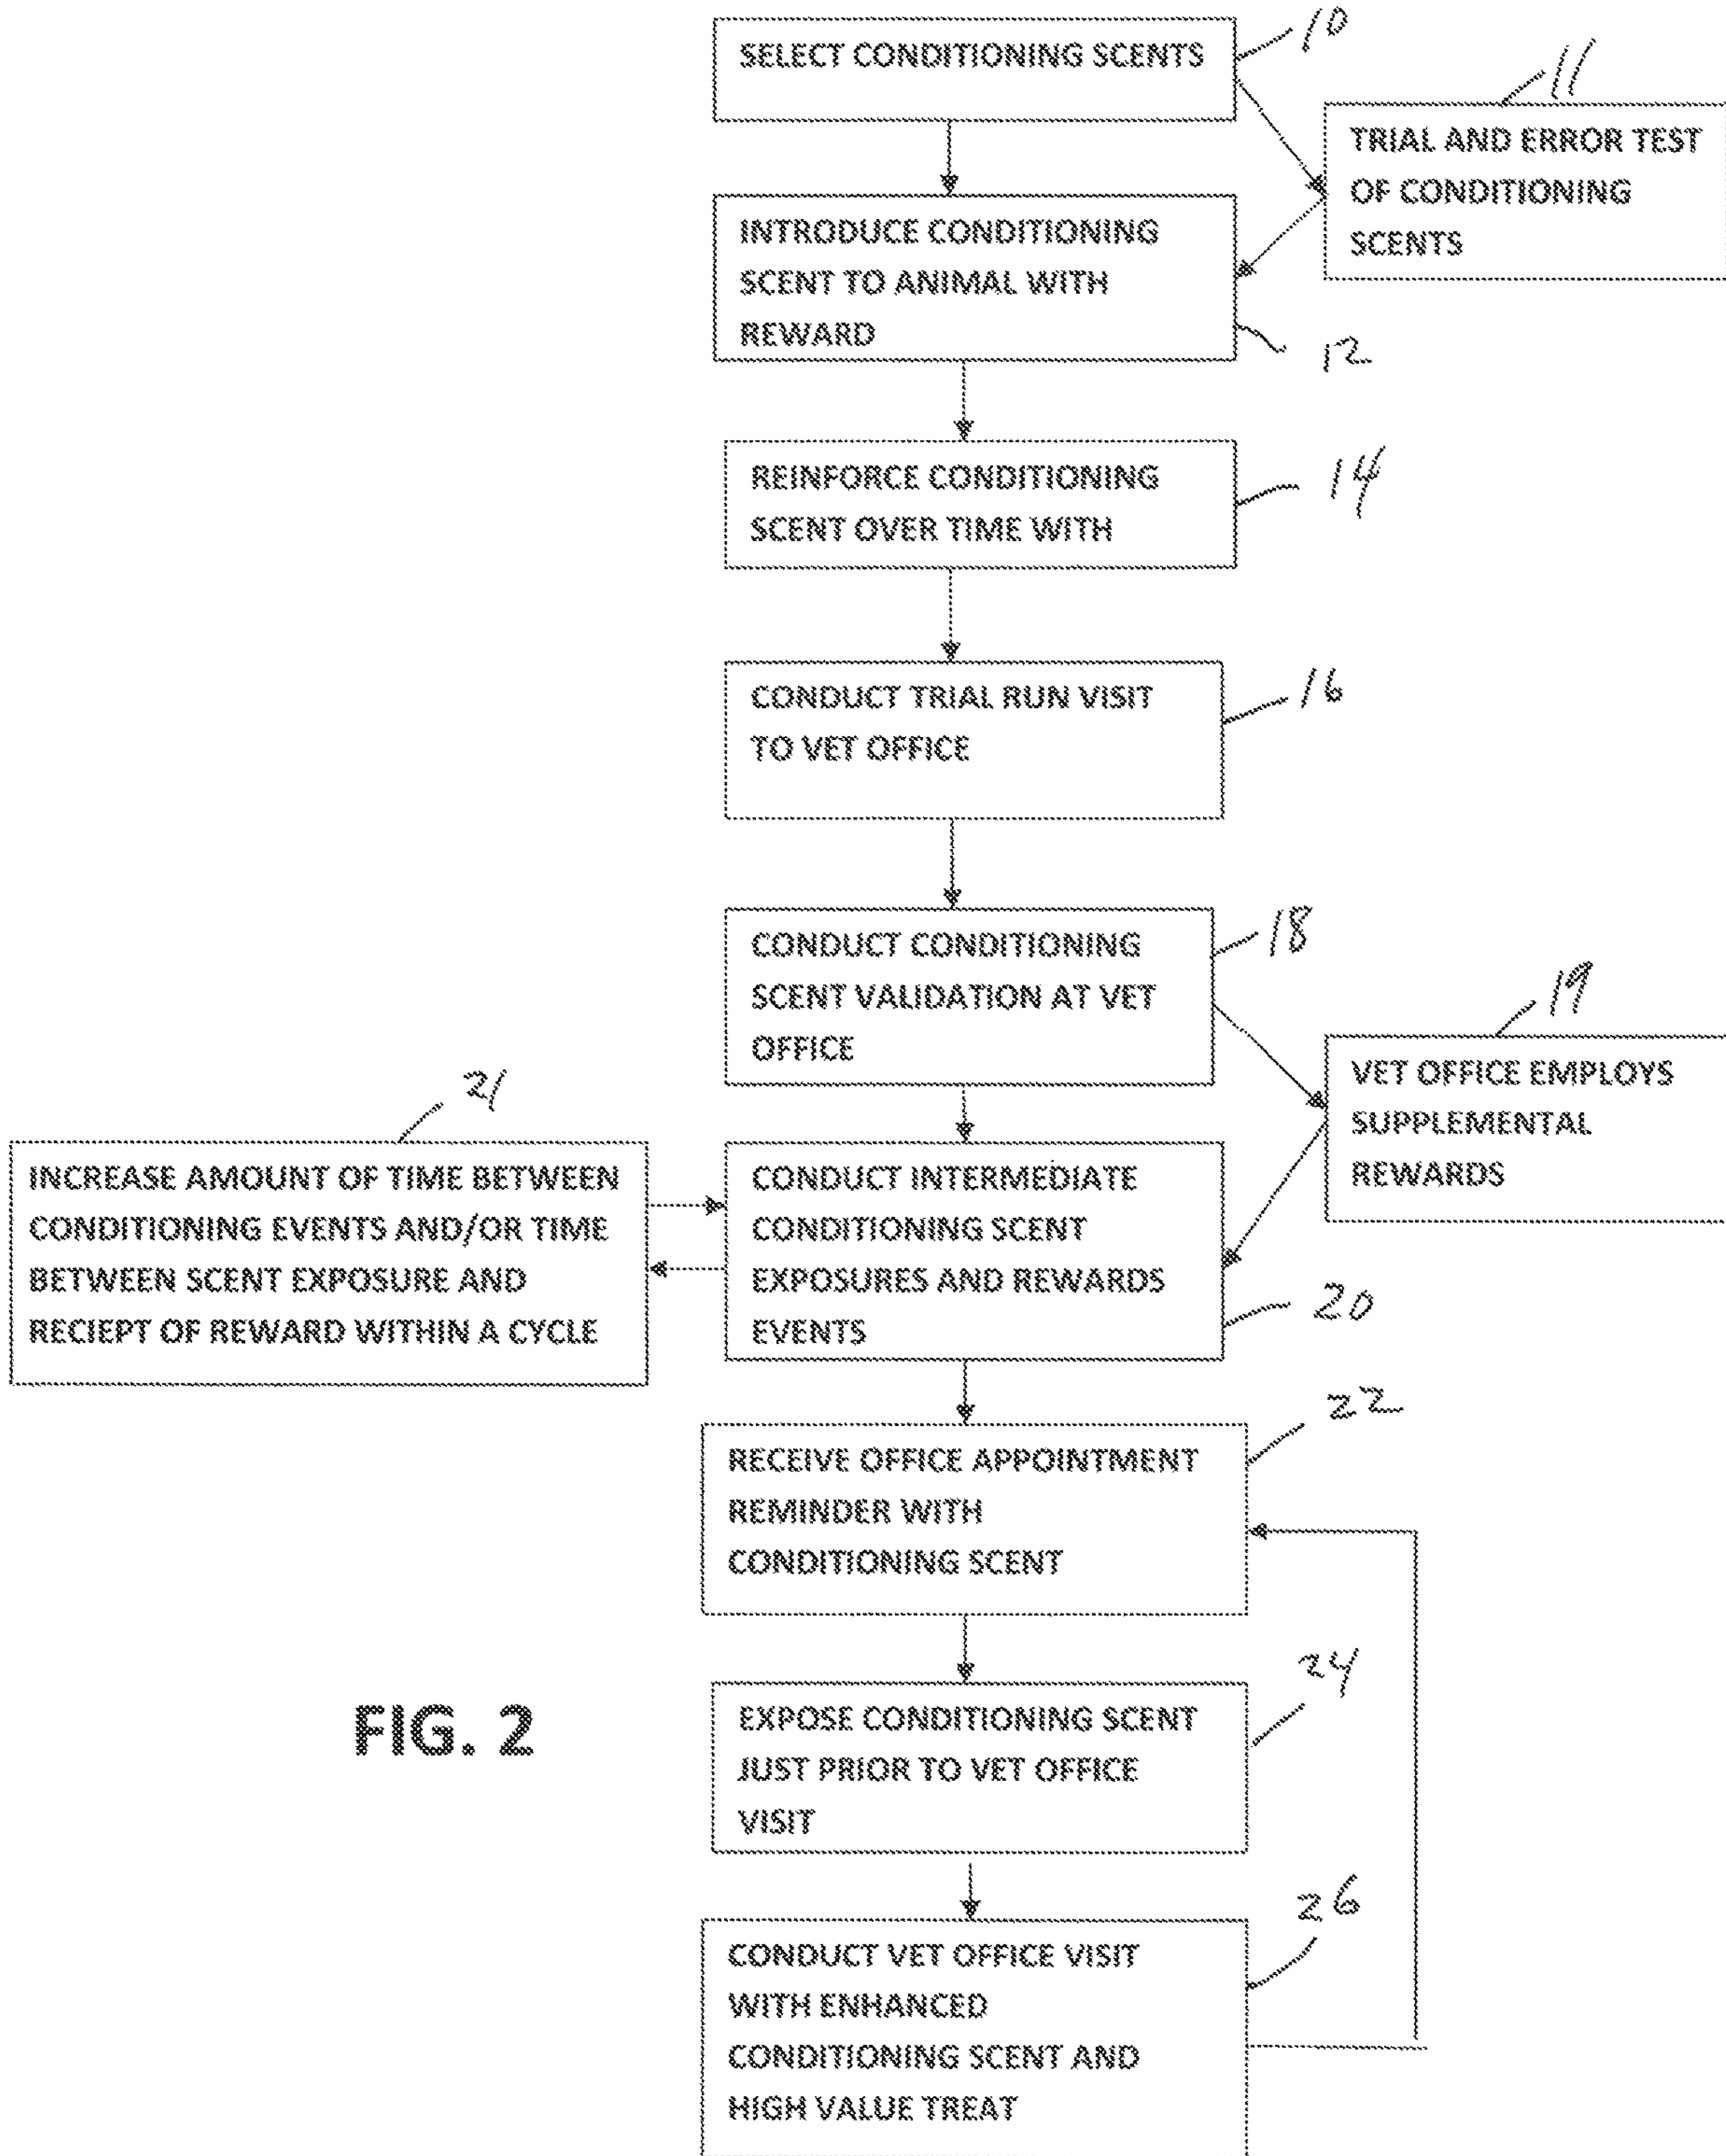 SELECT CONDITIONING SCENTS
10
11
TRIAL AND ERROR TEST
OF CONDITIONING
SCENTS
INTRODUCE CONDITIONING
SCENT TO ANIMAL WITH
REWARD
12
REINFORCE CONDITIONING
SCENT OVER TIME WITH
14
CONDUCT TRIAL RUN VISIT
TO VET OFFICE
16
CONDUCT CONDITIONING
SCENT VALIDATION AT VET
OFFICE
18
19
VET OFFICE EMPLOYS
SUPPLEMENTAL
REWARDS
21
INCREASE AMOUNT OF TIME BETWEEN
CONDITIONING EVENTS AND/OR TIME
BETWEEN SCENT EXPOSURE AND
RECIEPT OF REWARD WITHIN A CYCLE
CONDUCT INTERMEDIATE
CONDITIONING SCENT
EXPOSURES AND REWARDS
EVENTS
20
22
RECEIVE OFFICE APPOINTMENT
REMINDER WITH
CONDITIONING SCENT
24
EXPOSE CONDITIONING SCENT
JUST PRIOR TO VET OFFICE
VISIT
FIG. 2
26
CONDUCT VET OFFICE VISIT
WITH ENHANCED
CONDITIONING SCENT AND
HIGH VALUE TREAT